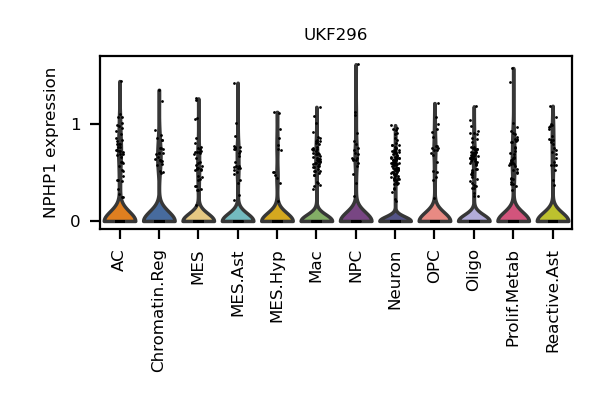 UKF296
NPHP1 expression
1
0
AC
Chromatin.Reg
MES
MES.Ast
MES.Hyp
Mac
NPC
Neuron
OPC
Oligo
Prolif.Metab
Reactive.Ast